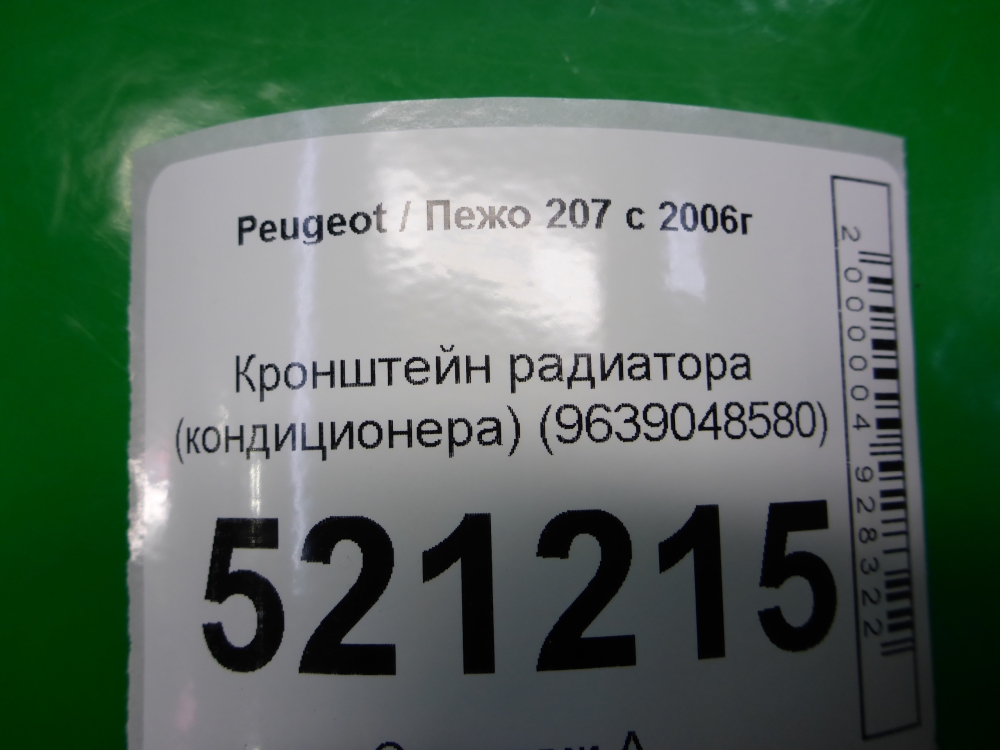 Peugeot / Пежо 207 с 2006г
Кронштейн радиатора
(кондиционера) (9639048580)
521215
2000004928322